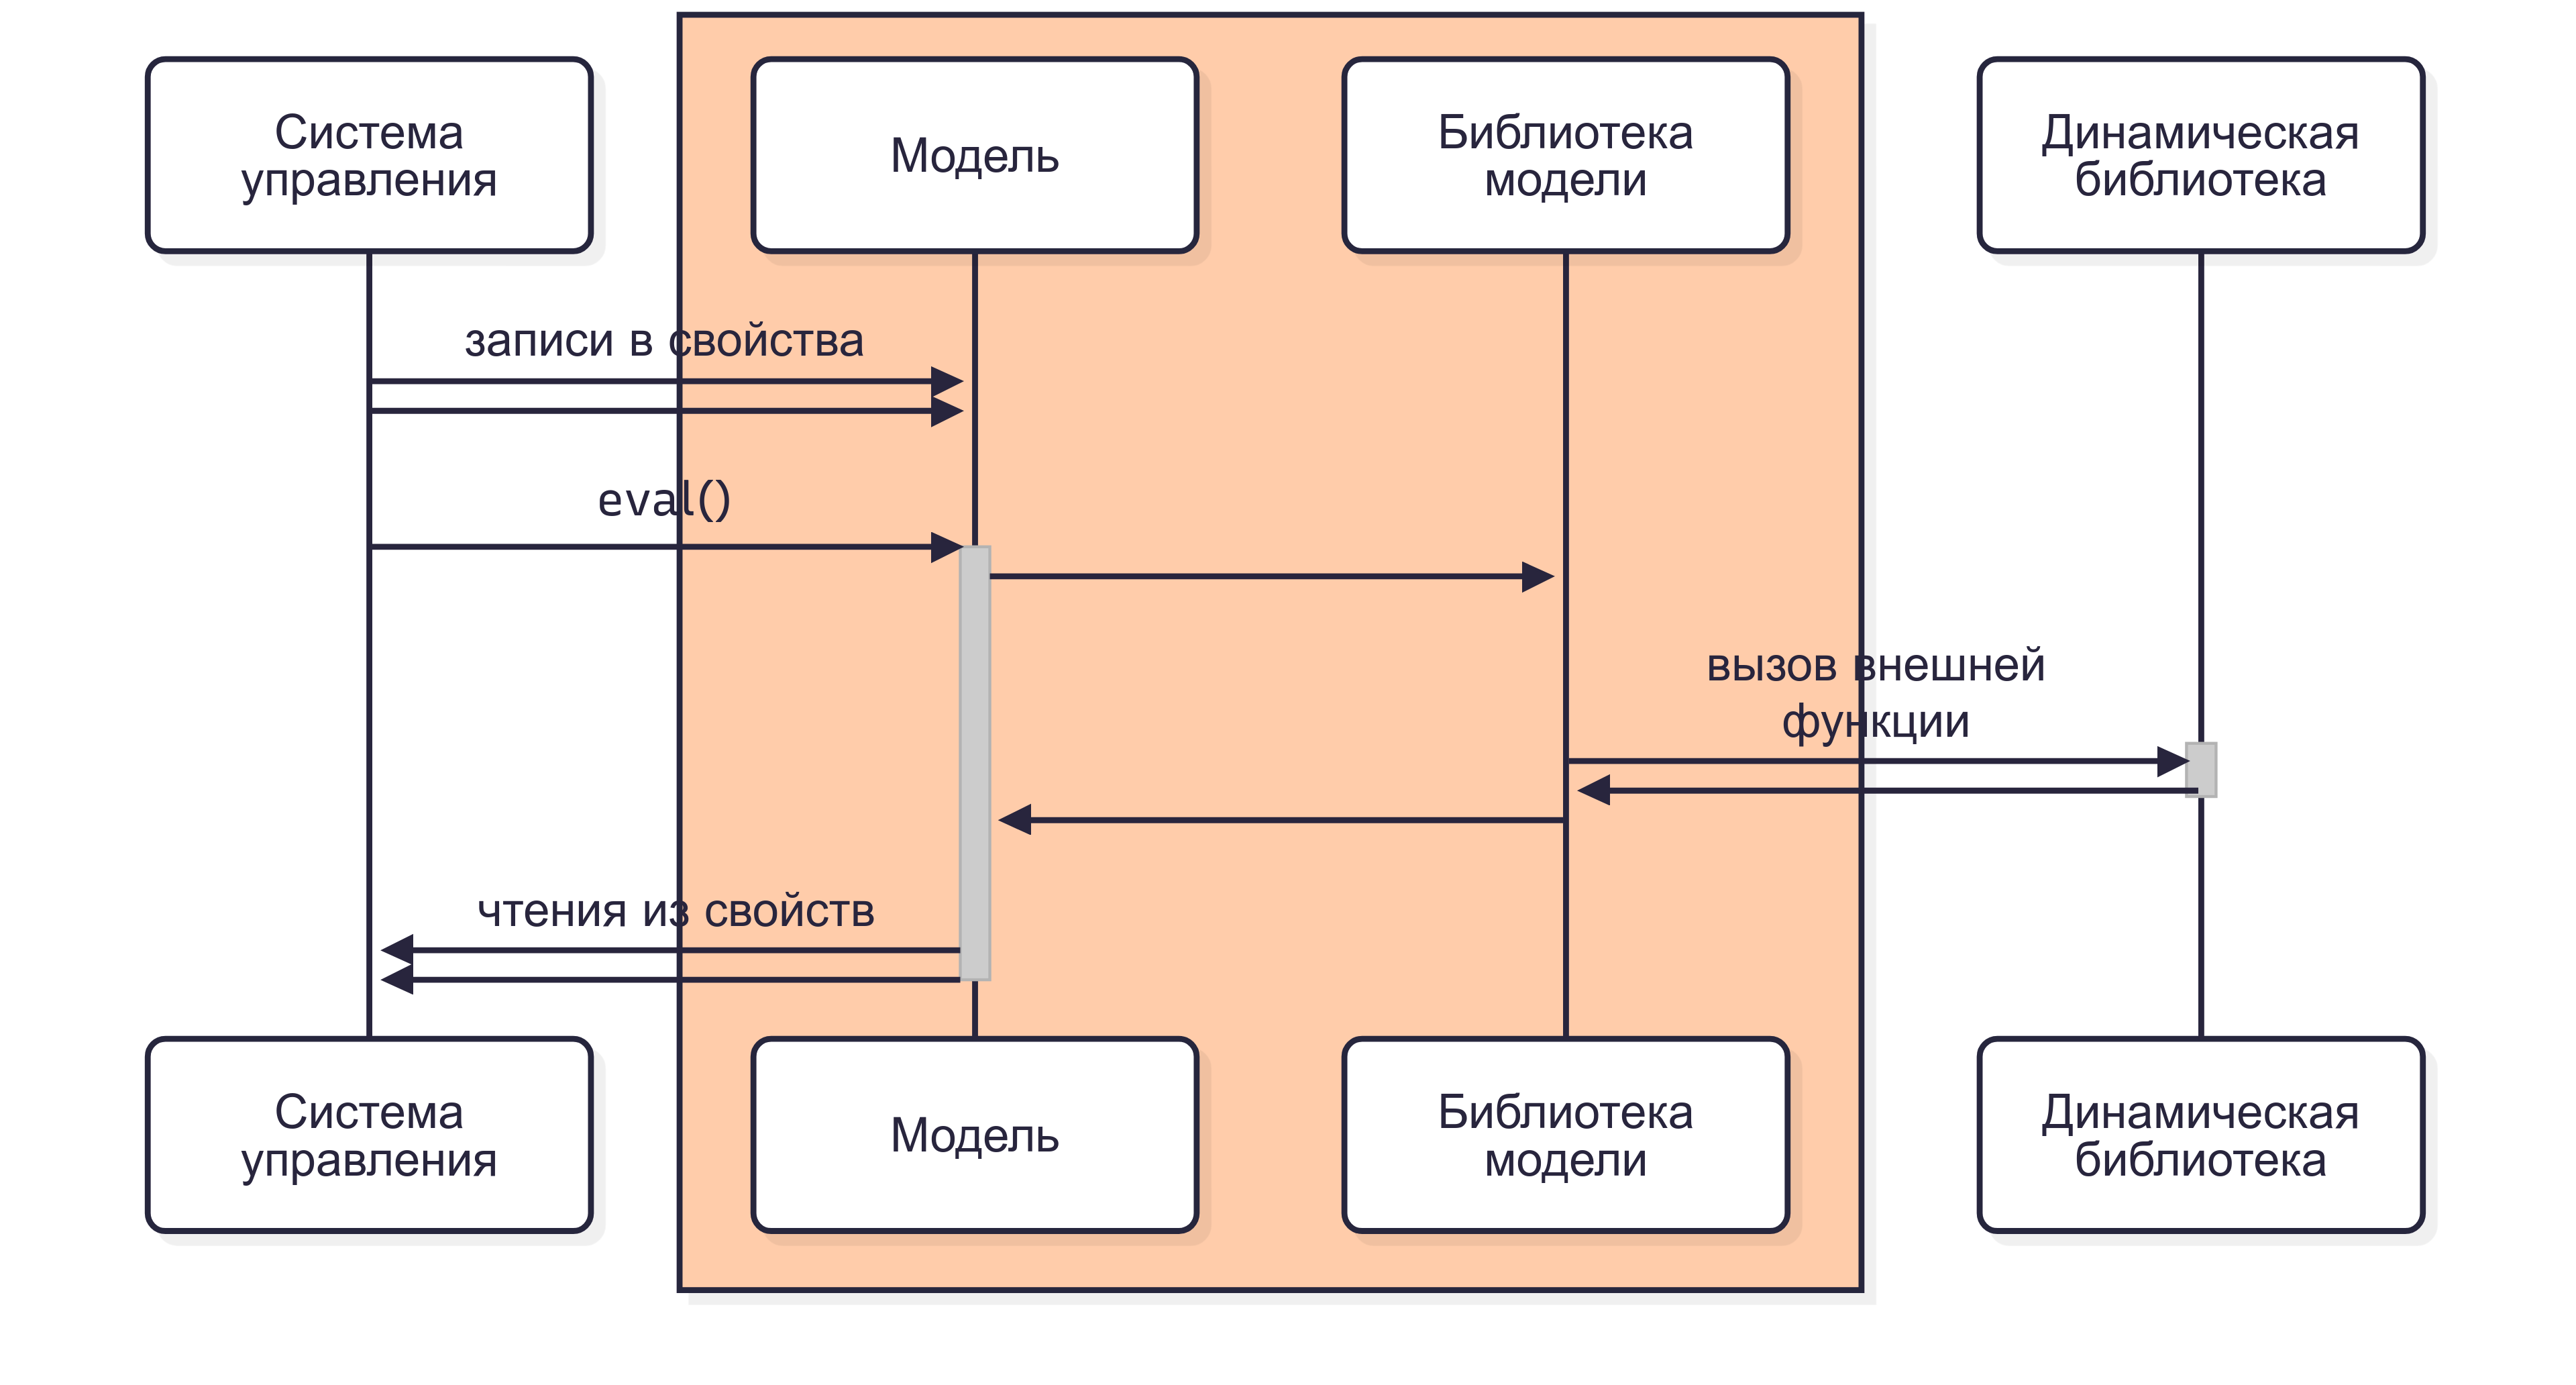 Система
управления
Модель
Библиотека
модели
Динамическая
библиотека
записи в свойства
eval()
вызов внешней
функции
чтения из свойств
Система
управления
Модель
Библиотека
модели
Динамическая
библиотека